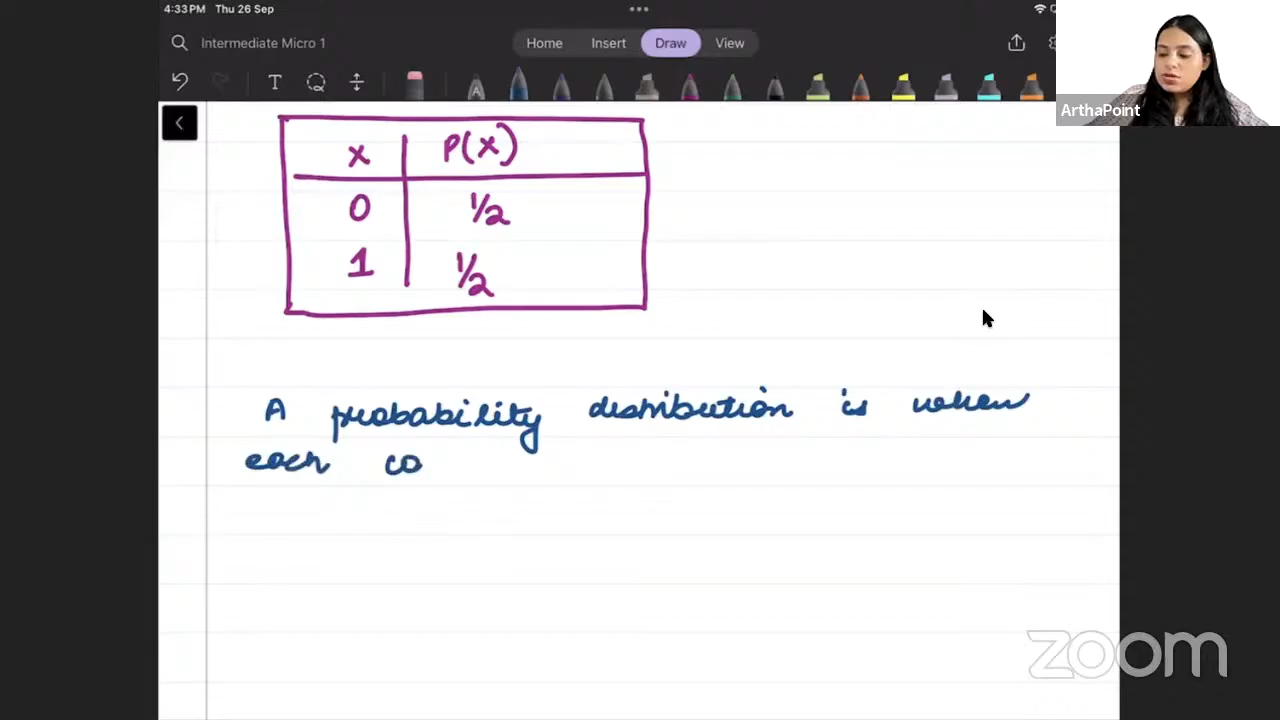 4:33 PM Thu 26 Sep
Intermediate Micro 1
Home Insert Draw View
T
A
ArthaPoint
x P(x)
0 1/2
1 1/2
A probability distribution is when
each co
zoom